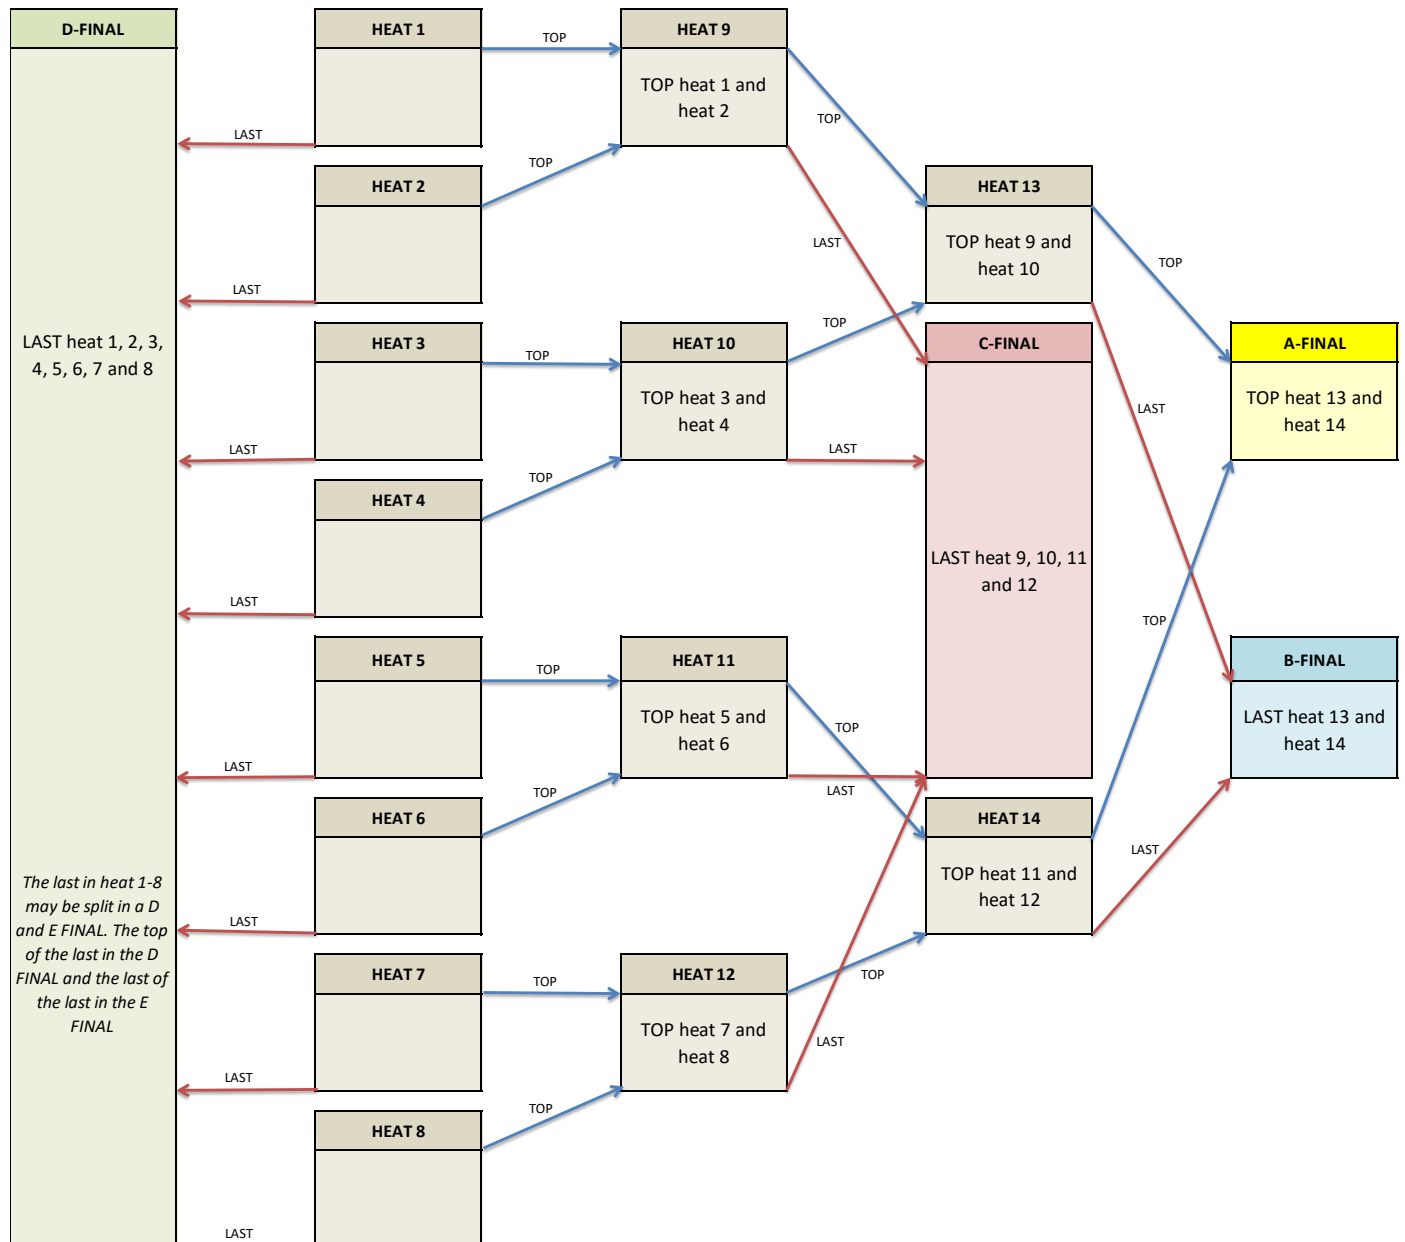 D-FINAL
LAST heat 1, 2, 3,
4, 5, 6, 7 and 8
The last in heat 1-8
may be split in a D
and E FINAL. The top
of the last in the D
FINAL and the last of
the last in the E
FINAL
LAST
LAST
LAST
LAST
LAST
LAST
LAST
LAST
HEAT 1
HEAT 2
HEAT 3
HEAT 4
HEAT 5
HEAT 6
HEAT 7
HEAT 8
TOP
TOP
TOP
TOP
TOP
TOP
TOP
TOP
HEAT 9
TOP heat 1 and
heat 2
HEAT 10
TOP heat 3 and
heat 4
HEAT 11
TOP heat 5 and
heat 6
HEAT 12
TOP heat 7 and
heat 8
TOP
LAST
TOP
LAST
TOP
LAST
TOP
LAST
HEAT 13
TOP heat 9 and
heat 10
C-FINAL
LAST heat 9, 10, 11
and 12
HEAT 14
TOP heat 11 and
heat 12
TOP
LAST
TOP
LAST
A-FINAL
TOP heat 13 and
heat 14
B-FINAL
LAST heat 13 and
heat 14